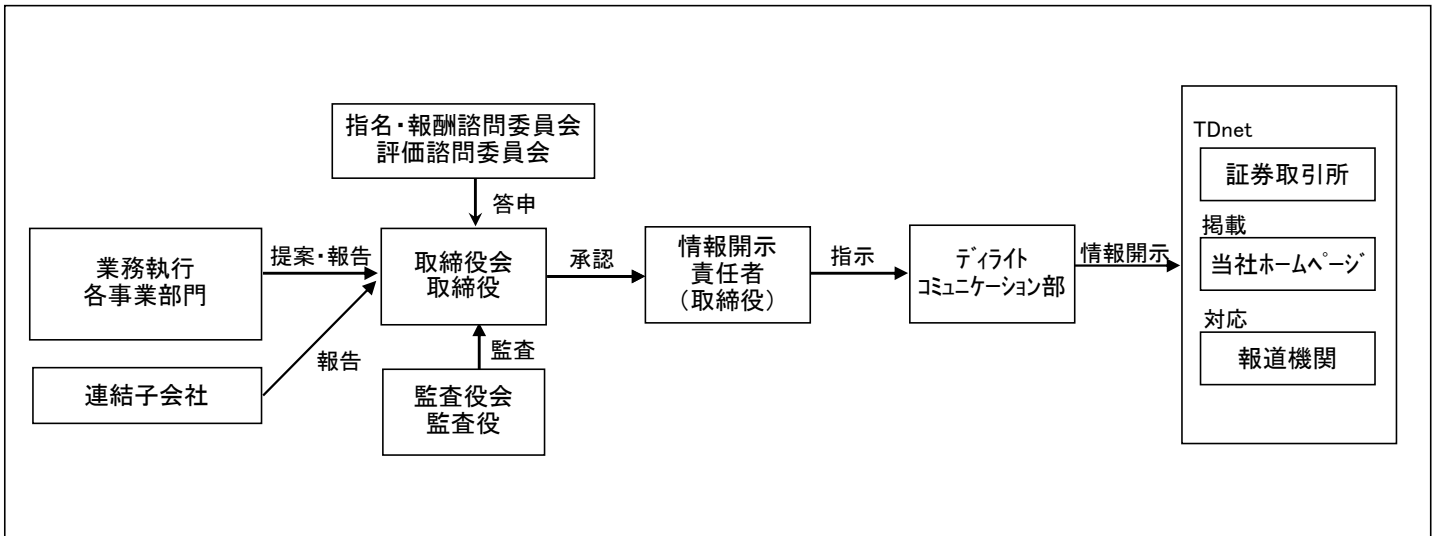 指名・報酬諮問委員会
評価諮問委員会
答申
業務執行
各事業部門
提案・報告
取締役会
取締役
承認
情報開示
責任者
（取締役）
指示
ﾃﾞｨﾗｲﾄ
ｺﾐｭﾆｹｰｼｮﾝ部
情報開示
TDnet
証券取引所
掲載
当社ﾎｰﾑﾍﾟｰｼﾞ
対応
報道機関
連結子会社
報告
監査
監査役会
監査役